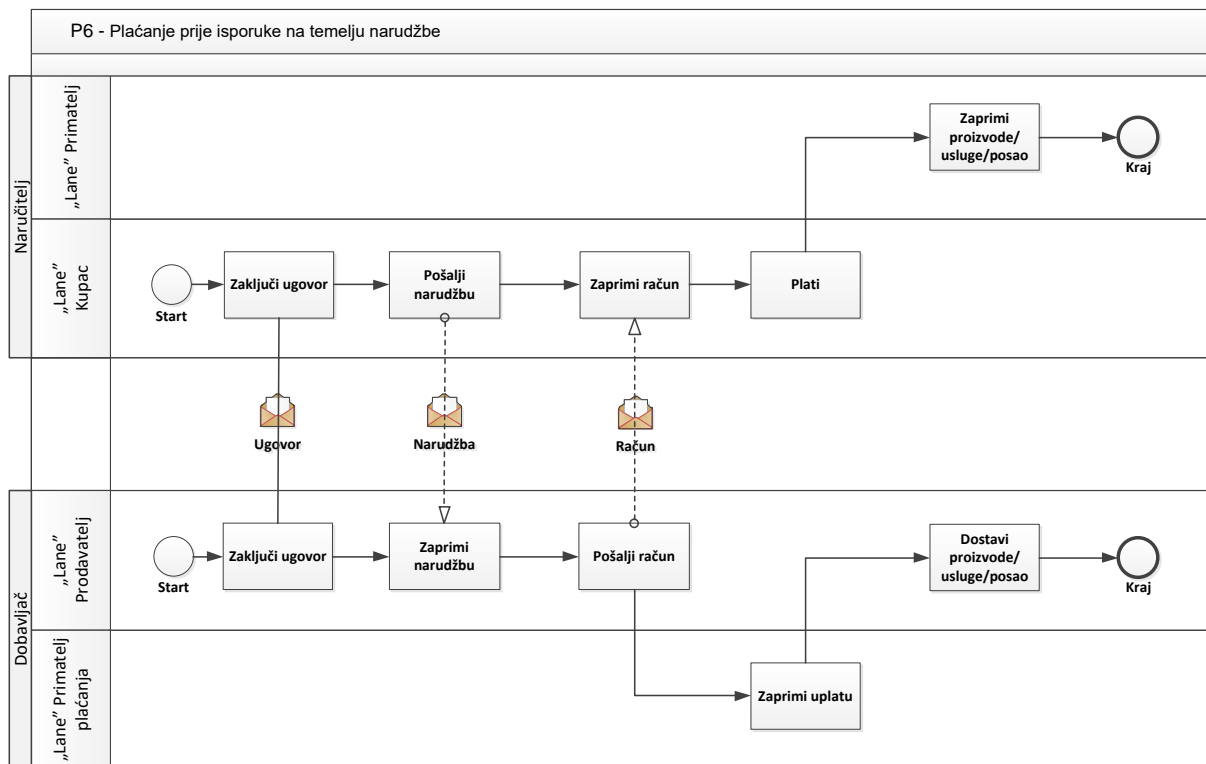 P6 - Plaćanje prije isporuke na temelju narudžbe
Naručitelj
„Lane” Primatelj
Zaprimi
proizvode/
usluge/posao
Kraj
„Lane”
Kupac
Start
Zaključi ugovor
Pošalji
narudžbu
Zaprimi račun
Plati
Ugovor
Narudžba
Račun
Dobavljač
„Lane”
Prodavatelj
Start
Zaključi ugovor
Zaprimi
narudžbu
Pošalji račun
Dostavi
proizvode/
usluge/posao
Kraj
„Lane” Primatelj
plaćanja
Zaprimi uplatu